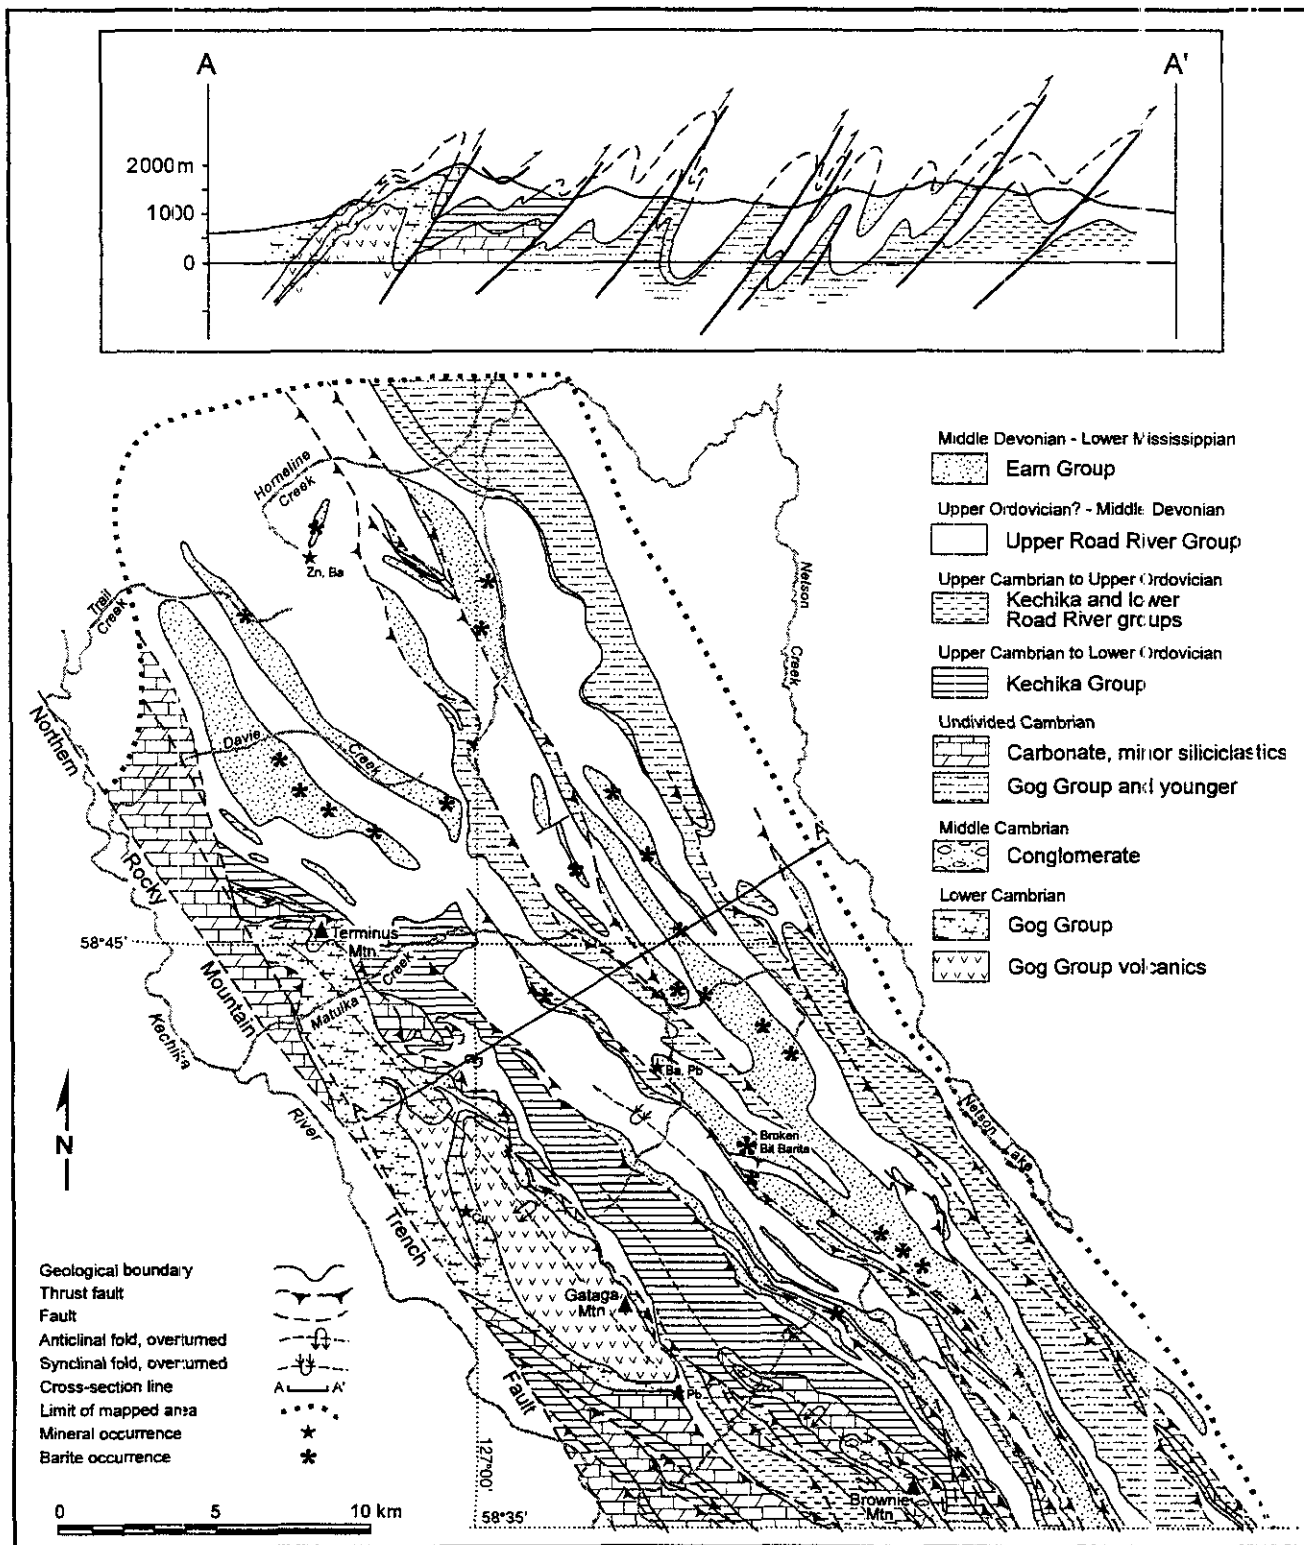 A
A'
2000 m
1000
0
Middle Devonian - Lower Mississippian
Earn Group
Upper Ordovician? - Middle Devonian
Upper Road River Group
Upper Cambrian to Upper Ordovician
Kechika and lower
Road River groups
Upper Cambrian to Lower Ordovician
Kechika Group
Undivided Cambrian
Carbonate, minor siliciclastics
Gog Group and younger
Middle Cambrian
Conglomerate
Lower Cambrian
Gog Group
Gog Group volcanics
Horneline
Creek
Zn, Ba
Trail
Creek
Nelson
Creek
Northern
Rocky
Mountain
Trench
Fault
Davie
Creek
A'
58°45'
Terminus
Mtn.
Matulka
Creek
Kechika
River
Ba, Pb
A
N
Broken
Bit Barite
Nelson Lake
Cu
Gataga
Mtn
Pb
Brownie
Mtn
127°00'
58°35'
Geological boundary
Thrust fault
Fault
Anticlinal fold, overturned
Synclinal fold, overturned
Cross-section line
A A'
Limit of mapped area
Mineral occurrence
Barite occurrence
0 5 10 km